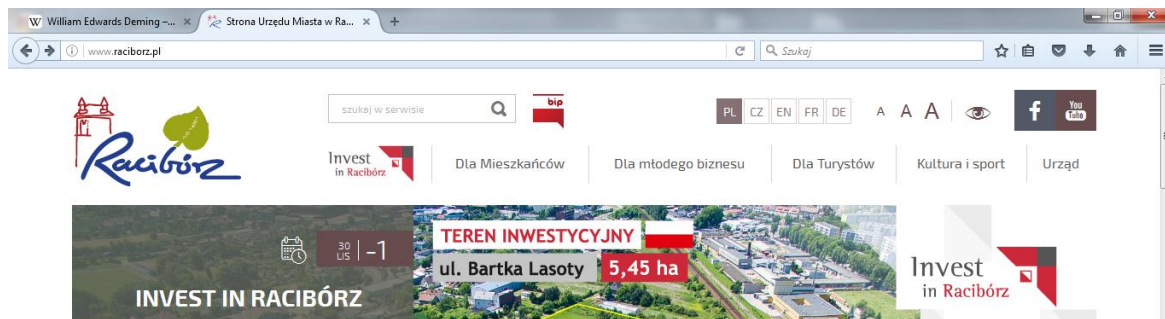 William Edwards Deming –...
Strona Urzędu Miasta w Ra...
www.raciborz.pl
Szukaj
Racibórz
szukaj w serwisie
bip
PL CZ EN FR DE
A A A
f
You Tube
Invest in Racibórz
Dla Mieszkańców
Dla młodego biznesu
Dla Turystów
Kultura i sport
Urząd
30 LIS
-1
INVEST IN RACIBÓRZ
TEREN INWESTYCYJNY
ul. Bartka Lasoty 5,45 ha
Invest
in Racibórz